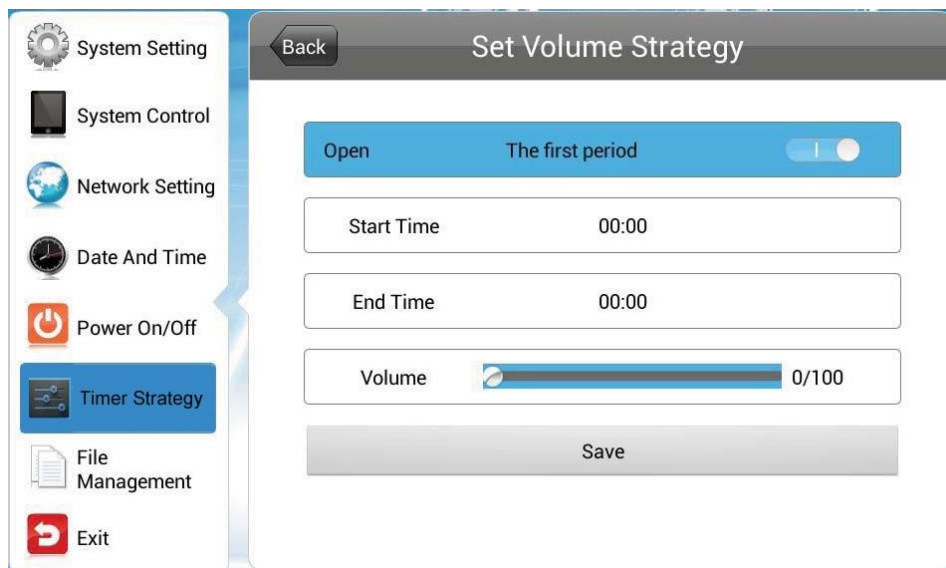 System Setting
System Control
Network Setting
Date And Time
Power On/Off
Timer Strategy
File
Management
Exit
Back
Set Volume Strategy
Open The first period
Start Time 00:00
End Time 00:00
Volume 0/100
Save